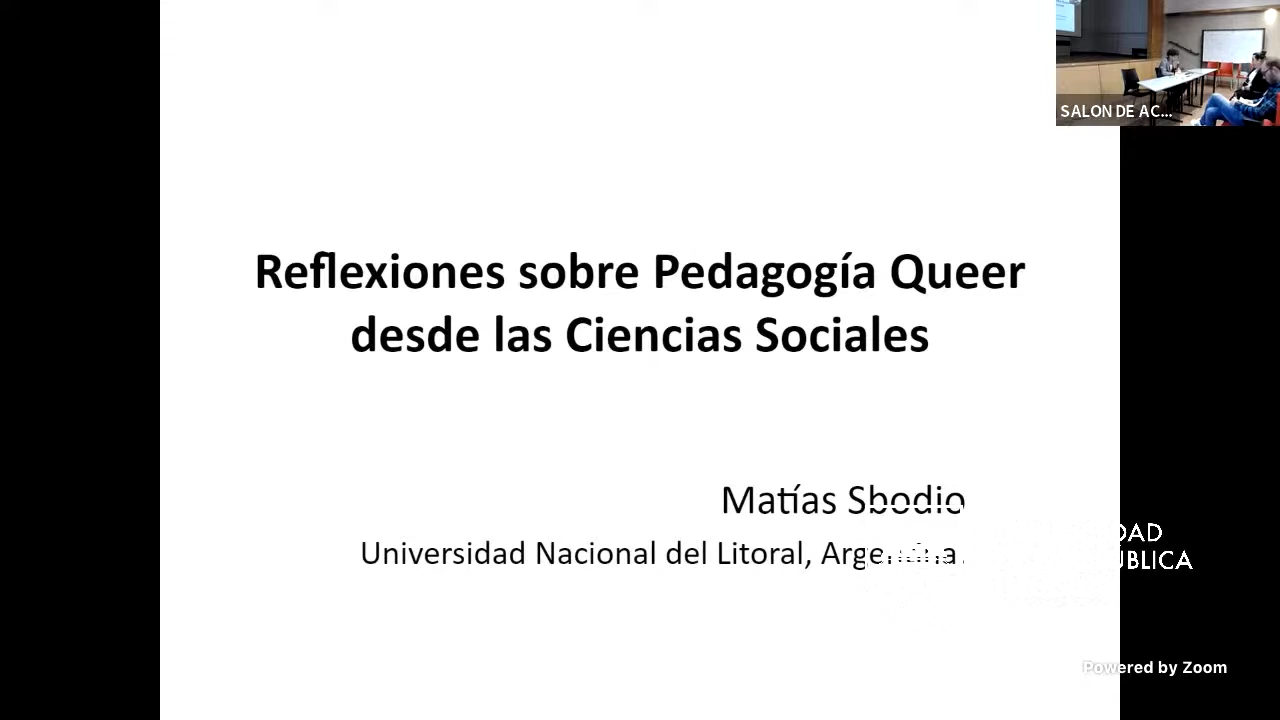 SALON DE AC...
Reflexiones sobre Pedagogía Queer
desde las Ciencias Sociales
Matías Sbodio
Universidad Nacional del Litoral, Argentina.
Powered by Zoom